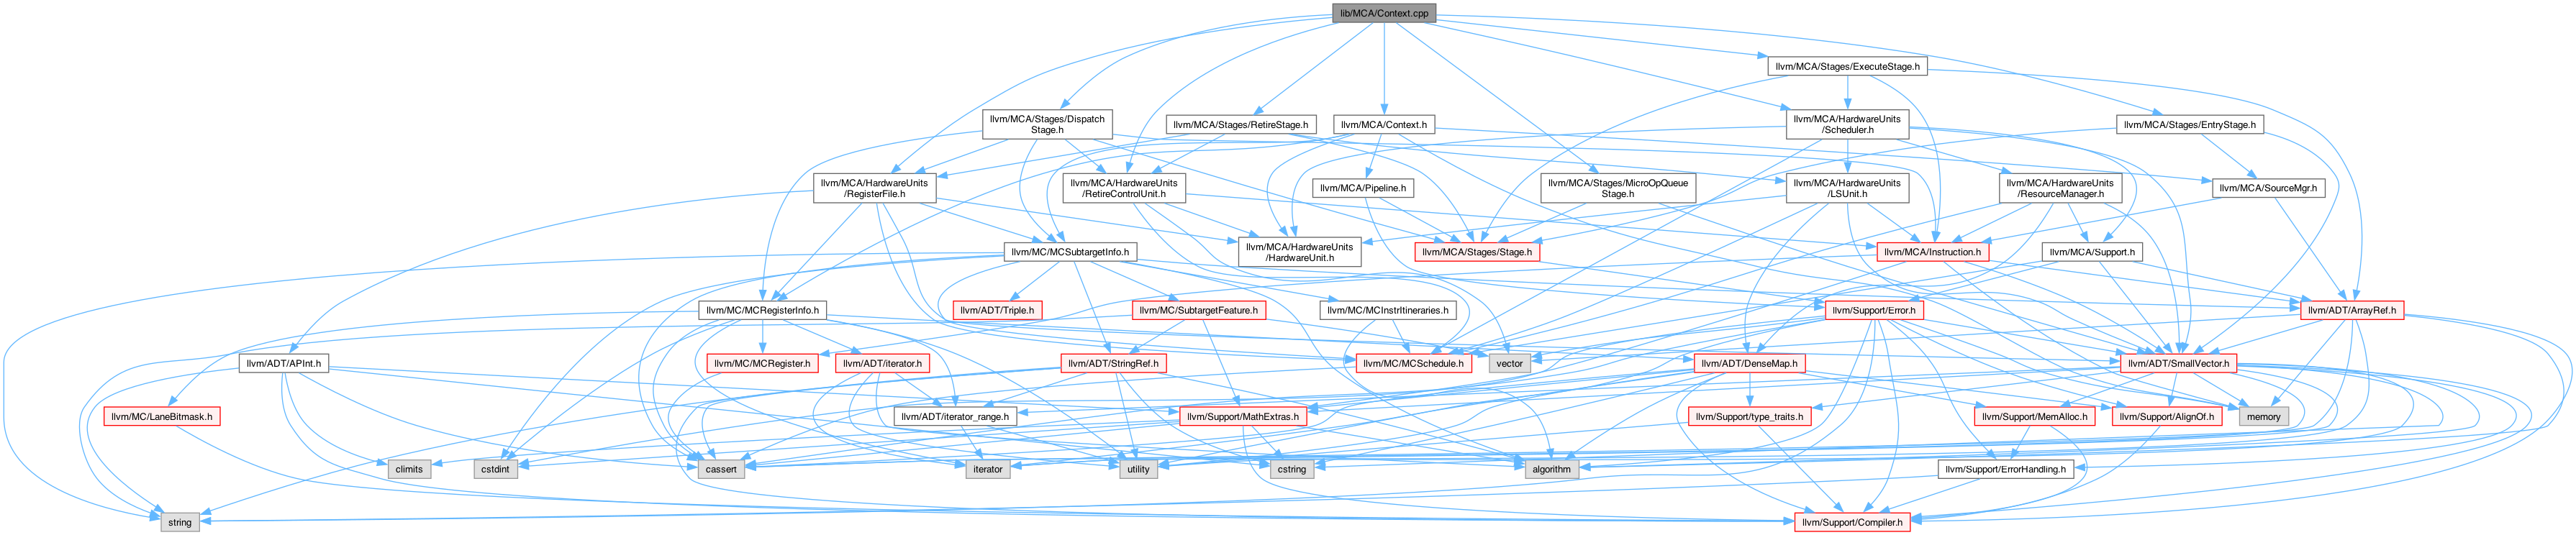 lib/MCA/Context.cpp
llvm/MCA/Stages/ExecuteStage.h
llvm/MCA/Stages/Dispatch
Stage.h
llvm/MCA/Stages/RetireStage.h
llvm/MCA/Context.h
llvm/MCA/HardwareUnits
/Scheduler.h
llvm/MCA/Stages/EntryStage.h
llvm/MCA/HardwareUnits
/RegisterFile.h
llvm/MCA/HardwareUnits
/RetireControlUnit.h
llvm/MCA/Pipeline.h
llvm/MCA/Stages/MicroOpQueue
Stage.h
llvm/MCA/HardwareUnits
/LSUnit.h
llvm/MCA/HardwareUnits
/ResourceManager.h
llvm/MCA/SourceMgr.h
llvm/MC/MCSubtargetInfo.h
llvm/MCA/HardwareUnits
/HardwareUnit.h
llvm/MCA/Stages/Stage.h
llvm/MCA/Instruction.h
llvm/MCA/Support.h
llvm/MC/MCRegisterInfo.h
llvm/ADT/Triple.h
llvm/MC/SubtargetFeature.h
llvm/MC/MCInstrItineraries.h
llvm/Support/Error.h
llvm/ADT/ArrayRef.h
llvm/ADT/APInt.h
llvm/MC/MCRegister.h
llvm/ADT/iterator.h
llvm/ADT/StringRef.h
llvm/MC/MCSchedule.h
vector
llvm/ADT/DenseMap.h
llvm/ADT/SmallVector.h
llvm/MC/LaneBitmask.h
llvm/ADT/iterator_range.h
llvm/Support/MathExtras.h
llvm/Support/type_traits.h
llvm/Support/MemAlloc.h
llvm/Support/AlignOf.h
memory
climits
cstdint
cassert
iterator
utility
cstring
algorithm
llvm/Support/ErrorHandling.h
string
llvm/Support/Compiler.h